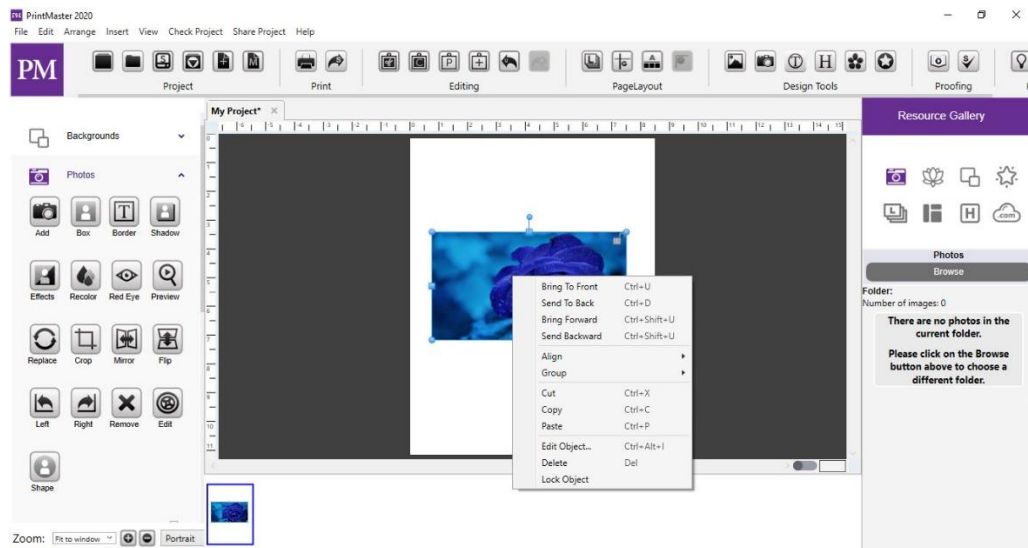 PM PrintMaster 2020
File Edit Arrange Insert View Check Project Share Project Help
PM
Project
Print
Editing
PageLayout
Design Tools
Proofing
My Project*
Backgrounds
Photos
Add Box Border Shadow
Effects Recolor Red Eye Preview
Replace Crop Mirror Flip
Left Right Remove Edit
Shape
Zoom: Fit to window Portrait
Bring To Front Ctrl+U
Send To Back Ctrl+D
Bring Forward Ctrl+Shift+U
Send Backward Ctrl+Shift+U
Align
Group
Cut Ctrl+X
Copy Ctrl+C
Paste Ctrl+P
Edit Object... Ctrl+Alt+I
Delete Del
Lock Object
Resource Gallery
L H .com
Photos
Browse
Folder:
Number of images: 0
There are no photos in the
current folder.
Please click on the Browse
button above to choose a
different folder.